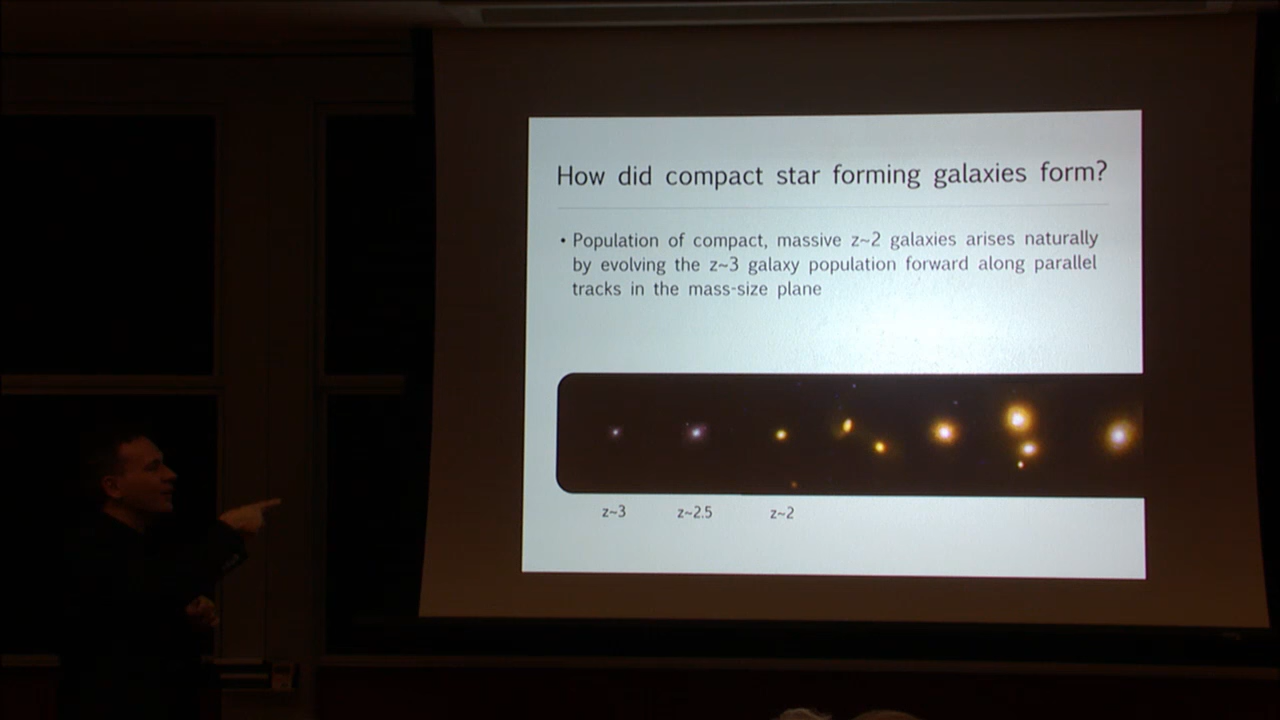 How did compact star forming galaxies form?
• Population of compact, massive z~2 galaxies arises naturally
by evolving the z~3 galaxy population forward along parallel
tracks in the mass-size plane
z~3 z~2.5 z~2